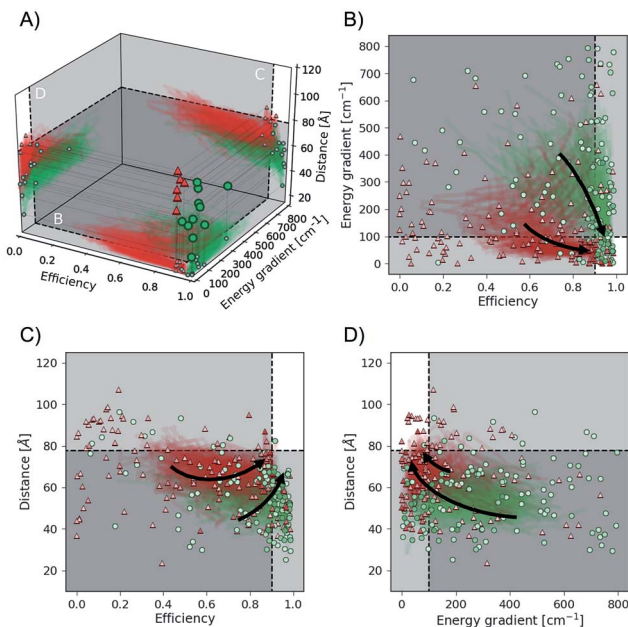 A)
D
C
B
120
100
80
60
40
20
Distance [Å]
0.0
0.2
0.4
0.6
0.8
1.0
Efficiency
0
100
200
300
400
500
600
700
800
Energy gradient [cm⁻¹]
B)
800
700
600
500
400
300
200
100
0
Energy gradient [cm⁻¹]
0.0 0.2 0.4 0.6 0.8 1.0
Efficiency
C)
120
100
80
60
40
20
Distance [Å]
0.0 0.2 0.4 0.6 0.8 1.0
Efficiency
D)
120
100
80
60
40
20
Distance [Å]
0 200 400 600 800
Energy gradient [cm⁻¹]